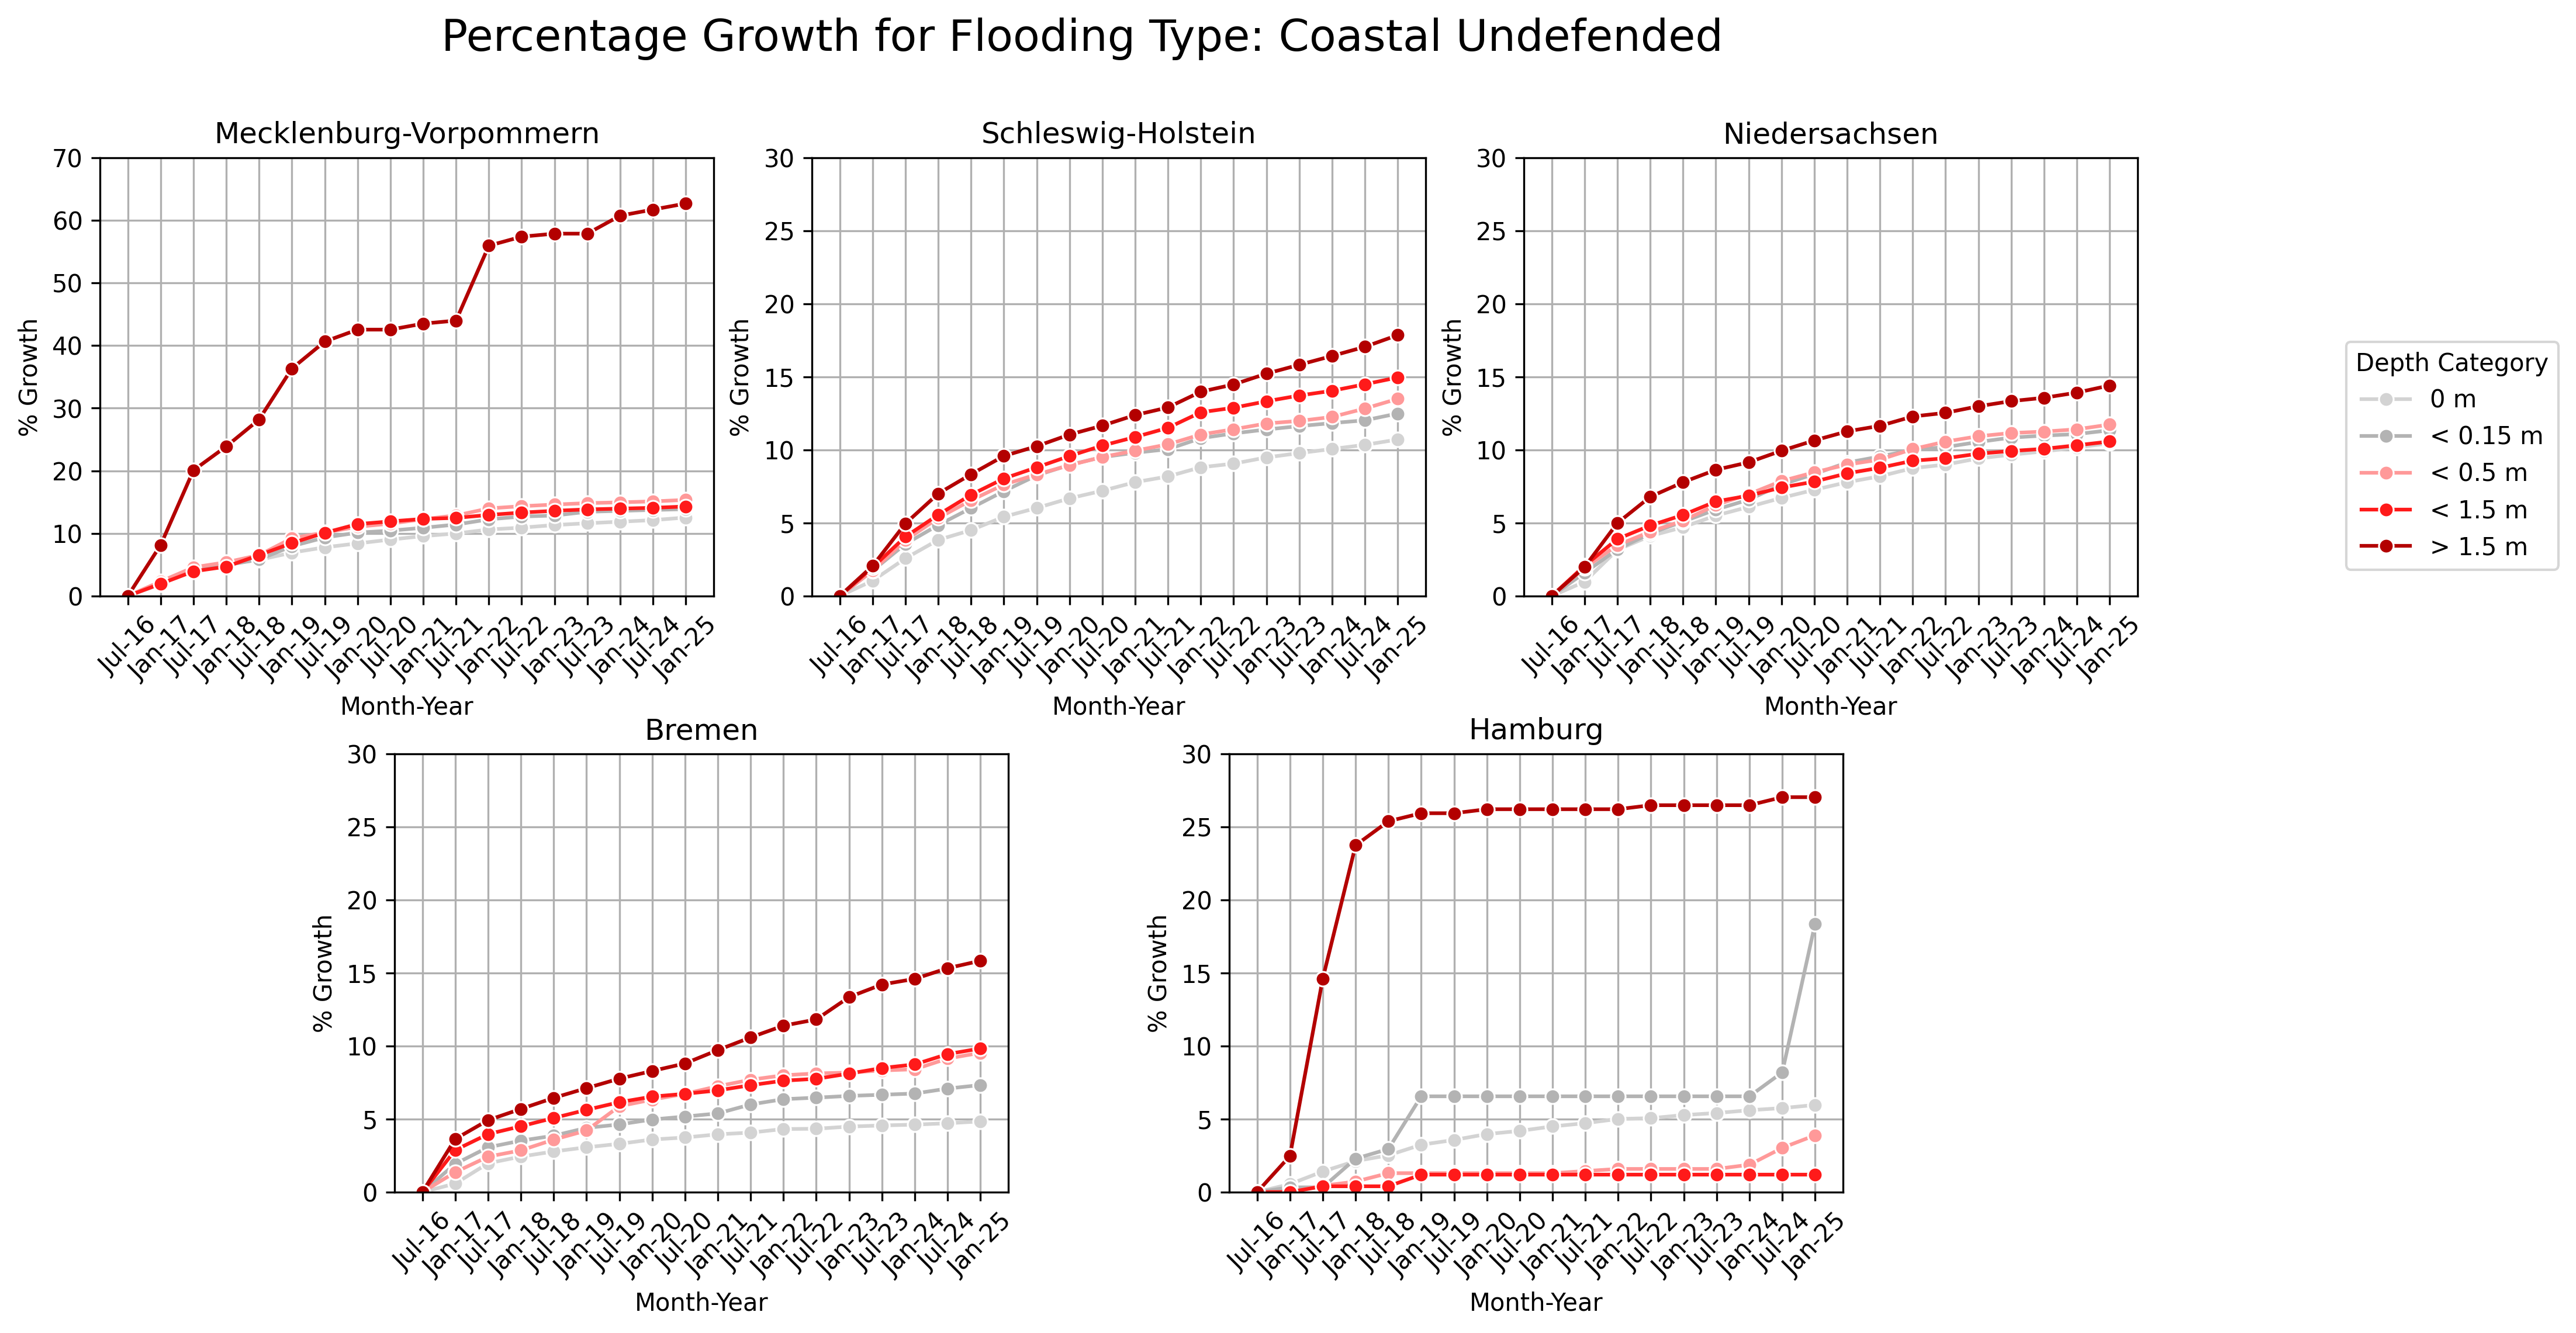 Percentage Growth for Flooding Type: Coastal Undefended
Mecklenburg-Vorpommern
% Growth
70
60
50
40
30
20
10
0
Jul-16
Jan-17
Jul-17
Jan-18
Jul-18
Jan-19
Jul-19
Jan-20
Jul-20
Jan-21
Jul-21
Jan-22
Jul-22
Jan-23
Jul-23
Jan-24
Jul-24
Jan-25
Month-Year
Schleswig-Holstein
% Growth
30
25
20
15
10
5
0
Jul-16
Jan-17
Jul-17
Jan-18
Jul-18
Jan-19
Jul-19
Jan-20
Jul-20
Jan-21
Jul-21
Jan-22
Jul-22
Jan-23
Jul-23
Jan-24
Jul-24
Jan-25
Month-Year
Niedersachsen
% Growth
30
25
20
15
10
5
0
Jul-16
Jan-17
Jul-17
Jan-18
Jul-18
Jan-19
Jul-19
Jan-20
Jul-20
Jan-21
Jul-21
Jan-22
Jul-22
Jan-23
Jul-23
Jan-24
Jul-24
Jan-25
Month-Year
Depth Category
0 m
< 0.15 m
< 0.5 m
< 1.5 m
> 1.5 m
Bremen
% Growth
30
25
20
15
10
5
0
Jul-16
Jan-17
Jul-17
Jan-18
Jul-18
Jan-19
Jul-19
Jan-20
Jul-20
Jan-21
Jul-21
Jan-22
Jul-22
Jan-23
Jul-23
Jan-24
Jul-24
Jan-25
Month-Year
Hamburg
% Growth
30
25
20
15
10
5
0
Jul-16
Jan-17
Jul-17
Jan-18
Jul-18
Jan-19
Jul-19
Jan-20
Jul-20
Jan-21
Jul-21
Jan-22
Jul-22
Jan-23
Jul-23
Jan-24
Jul-24
Jan-25
Month-Year